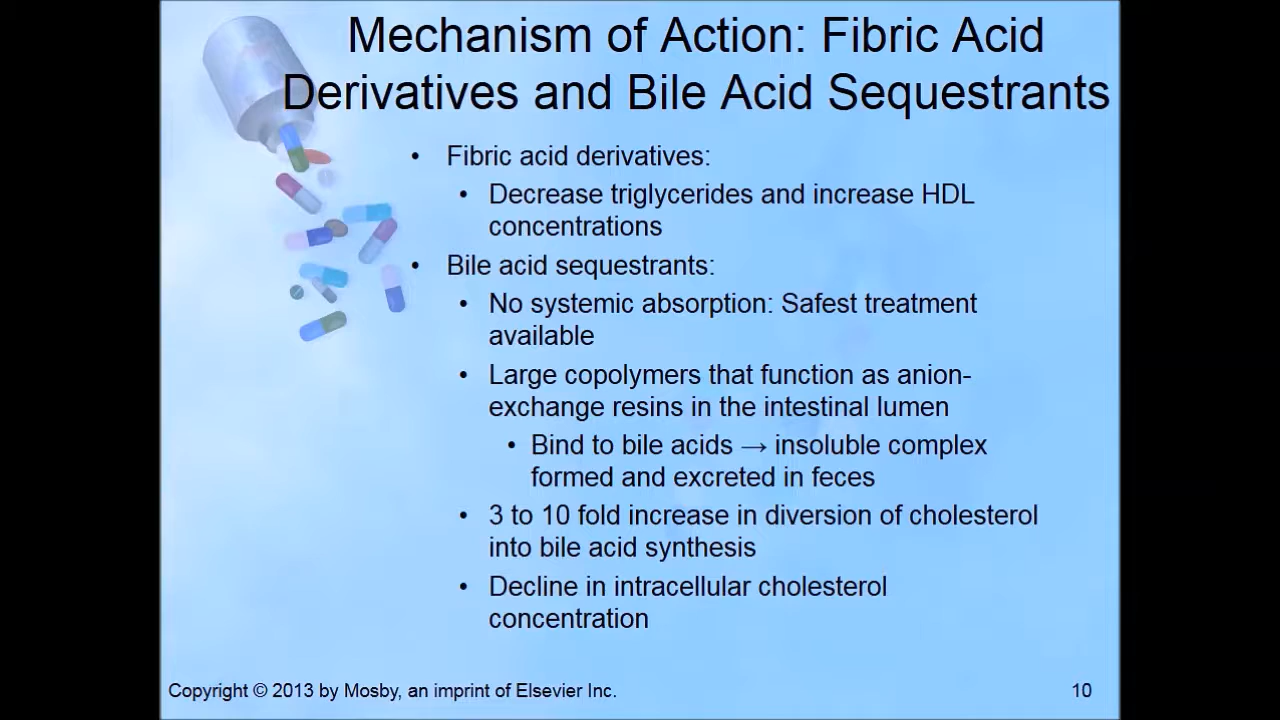 Mechanism of Action: Fibric Acid
Derivatives and Bile Acid Sequestrants
• Fibric acid derivatives:
• Decrease triglycerides and increase HDL
concentrations
• Bile acid sequestrants:
• No systemic absorption: Safest treatment
available
• Large copolymers that function as anion-
exchange resins in the intestinal lumen
• Bind to bile acids → insoluble complex
formed and excreted in feces
• 3 to 10 fold increase in diversion of cholesterol
into bile acid synthesis
• Decline in intracellular cholesterol
concentration
Copyright © 2013 by Mosby, an imprint of Elsevier Inc.
10